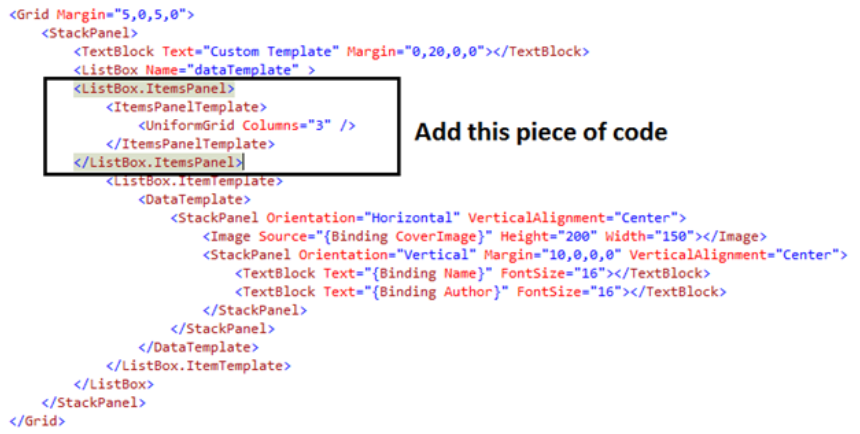 <Grid Margin="5,0,5,0">
<StackPanel>
<TextBlock Text="Custom Template" Margin="0,20,0,0"></TextBlock>
<ListBox Name="dataTemplate" >
<ListBox.ItemsPanel>
<ItemsPanelTemplate>
<UniformGrid Columns="3" />
</ItemsPanelTemplate>
</ListBox.ItemsPanel>
Add this piece of code
<ListBox.ItemTemplate>
<DataTemplate>
<StackPanel Orientation="Horizontal" VerticalAlignment="Center">
<Image Source="{Binding CoverImage}" Height="200" Width="150"></Image>
<StackPanel Orientation="Vertical" Margin="10,0,0,0" VerticalAlignment="Center">
<TextBlock Text="{Binding Name}" FontSize="16"></TextBlock>
<TextBlock Text="{Binding Author}" FontSize="16"></TextBlock>
</StackPanel>
</StackPanel>
</DataTemplate>
</ListBox.ItemTemplate>
</ListBox>
</StackPanel>
</Grid>